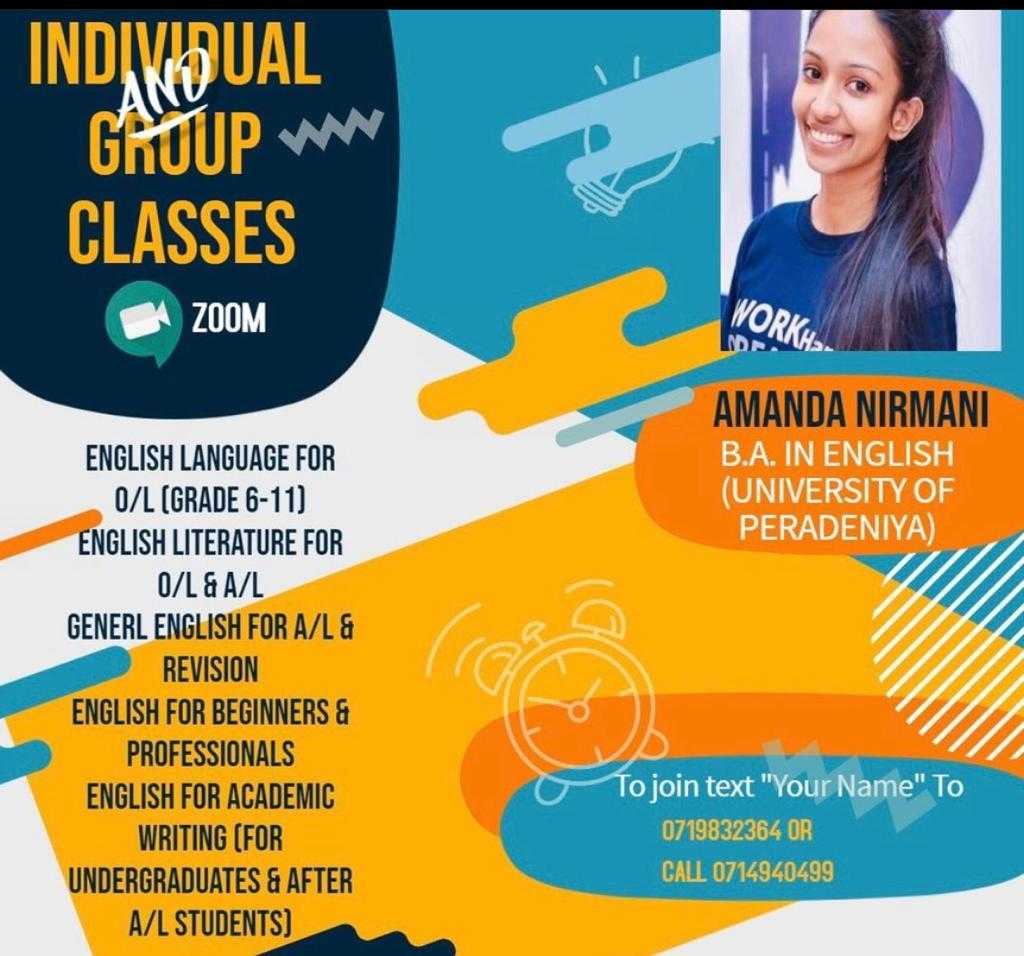 INDIVIDUAL
AND
GROUP
CLASSES
ZOOM
ENGLISH LANGUAGE FOR
O/L (GRADE 6-11)
ENGLISH LITERATURE FOR
O/L & A/L
GENERL ENGLISH FOR A/L &
REVISION
ENGLISH FOR BEGINNERS &
PROFESSIONALS
ENGLISH FOR ACADEMIC
WRITING (FOR
UNDERGRADUATES & AFTER
A/L STUDENTS)
WORK
AMANDA NIRMANI
B.A. IN ENGLISH
(UNIVERSITY OF
PERADENIYA)
To join text "Your Name" To
0719832364 OR
CALL 0714940499